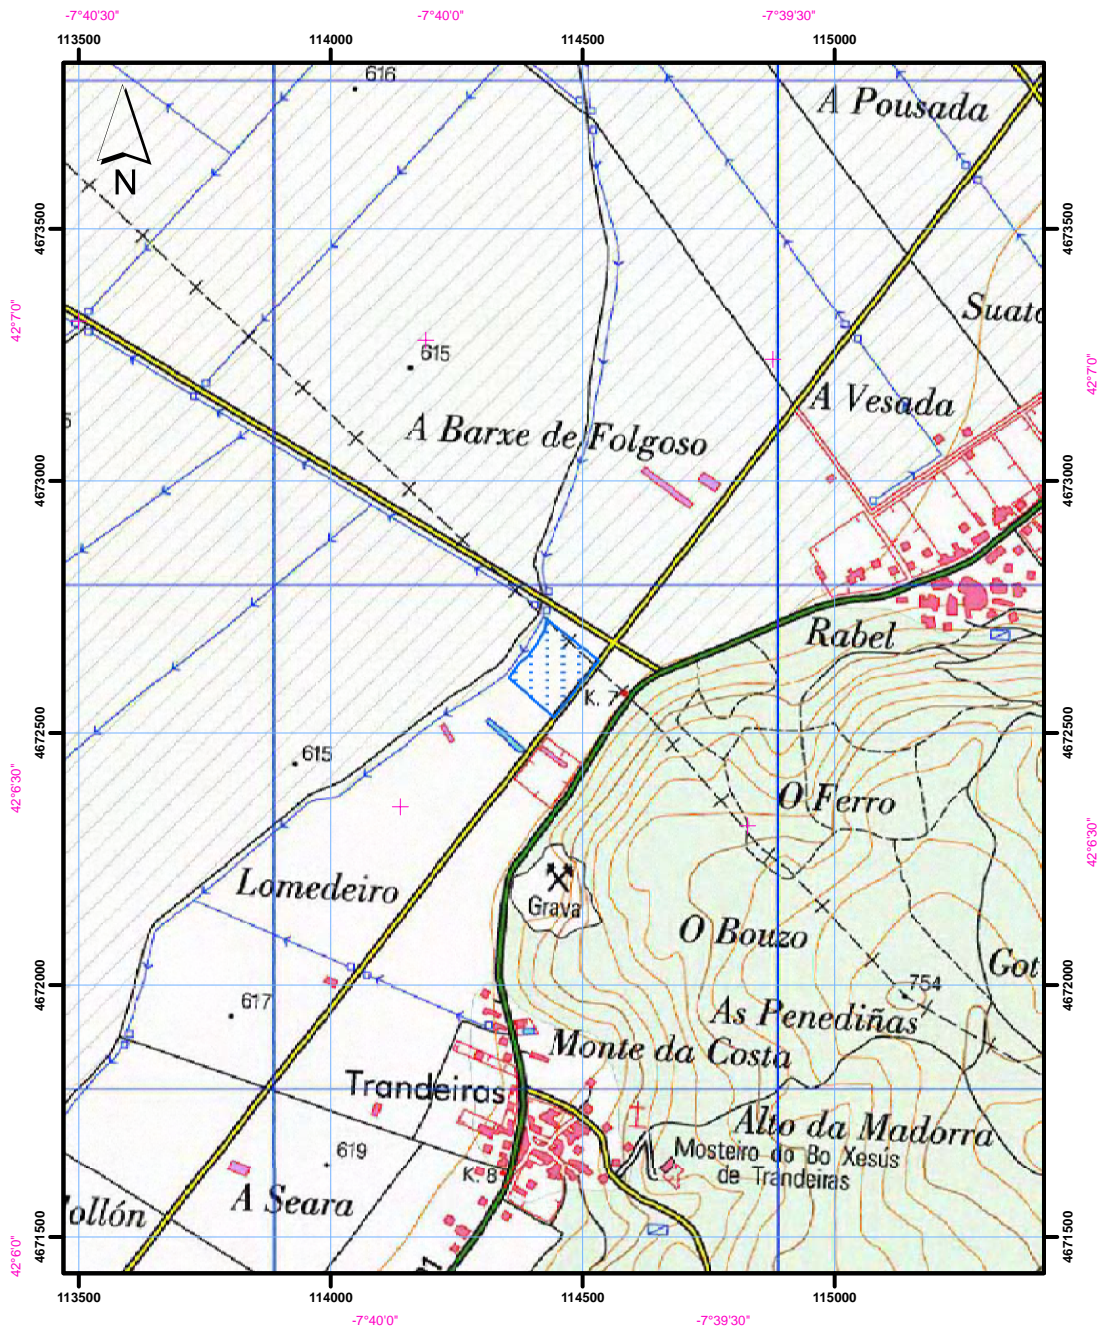 -7°40'30" -7°40'0" -7°39'30"
113500 114000 114500 115000
616
A Pousada
N
4673500 4673500
Suato
42°7'0"
615
42°7'0"
A Vesada
A Barxe de Folgoso
4673000 4673000
Rabel
K. 7
4672500 4672500
615
42°6'30"
O Ferro
42°6'30"
Lomedeiro
Grava
O Bouzo
Got
4672000 4672000
754
617
As Penediñas
Monte da Costa
Trandeiras
Alto da Madorra
619
Mosteiro do Bo Xesús
de Trandeiras
K. 8
A Seara
ollón
4671500 4671500
42°6'0"
113500 114000 114500 115000
-7°40'0" -7°39'30"